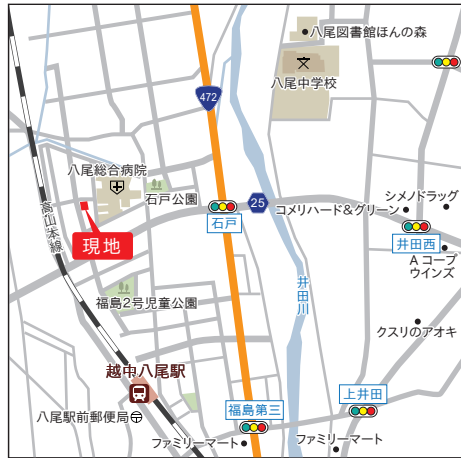 八尾図書館ほんの森
八尾中学校
472
八尾総合病院
石戸公園
25
石戸
コメリハード&グリーン
シメノドラッグ
井田西
Aコープ
ウインズ
高山本線
現地
井田川
福島2号児童公園
クスリのアオキ
越中八尾駅
上井田
八尾駅前郵便局
福島第三
ファミリーマート
ファミリーマート